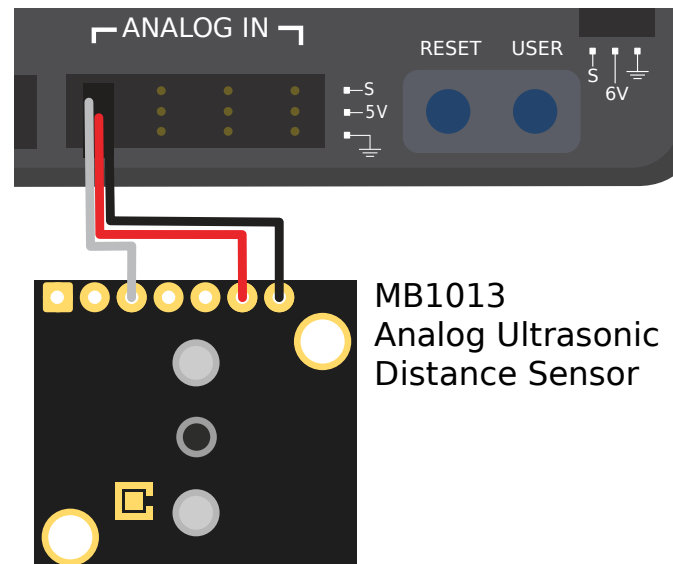 ANALOG IN
RESET USER
S
5V
S
6V
MB1013
Analog Ultrasonic
Distance Sensor